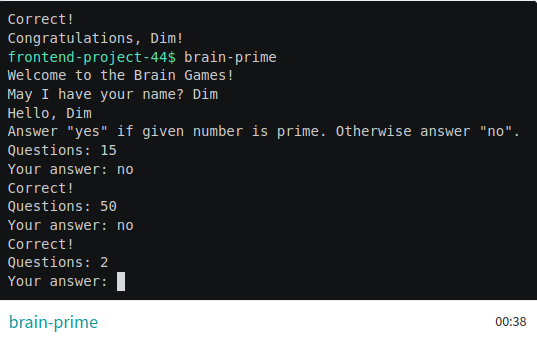 Correct!
Congratulations, Dim!
frontend-project-44$ brain-prime
Welcome to the Brain Games!
May I have your name? Dim
Hello, Dim
Answer "yes" if given number is prime. Otherwise answer "no".
Questions: 15
Your answer: no
Correct!
Questions: 50
Your answer: no
Correct!
Questions: 2
Your answer:
brain-prime 00:38